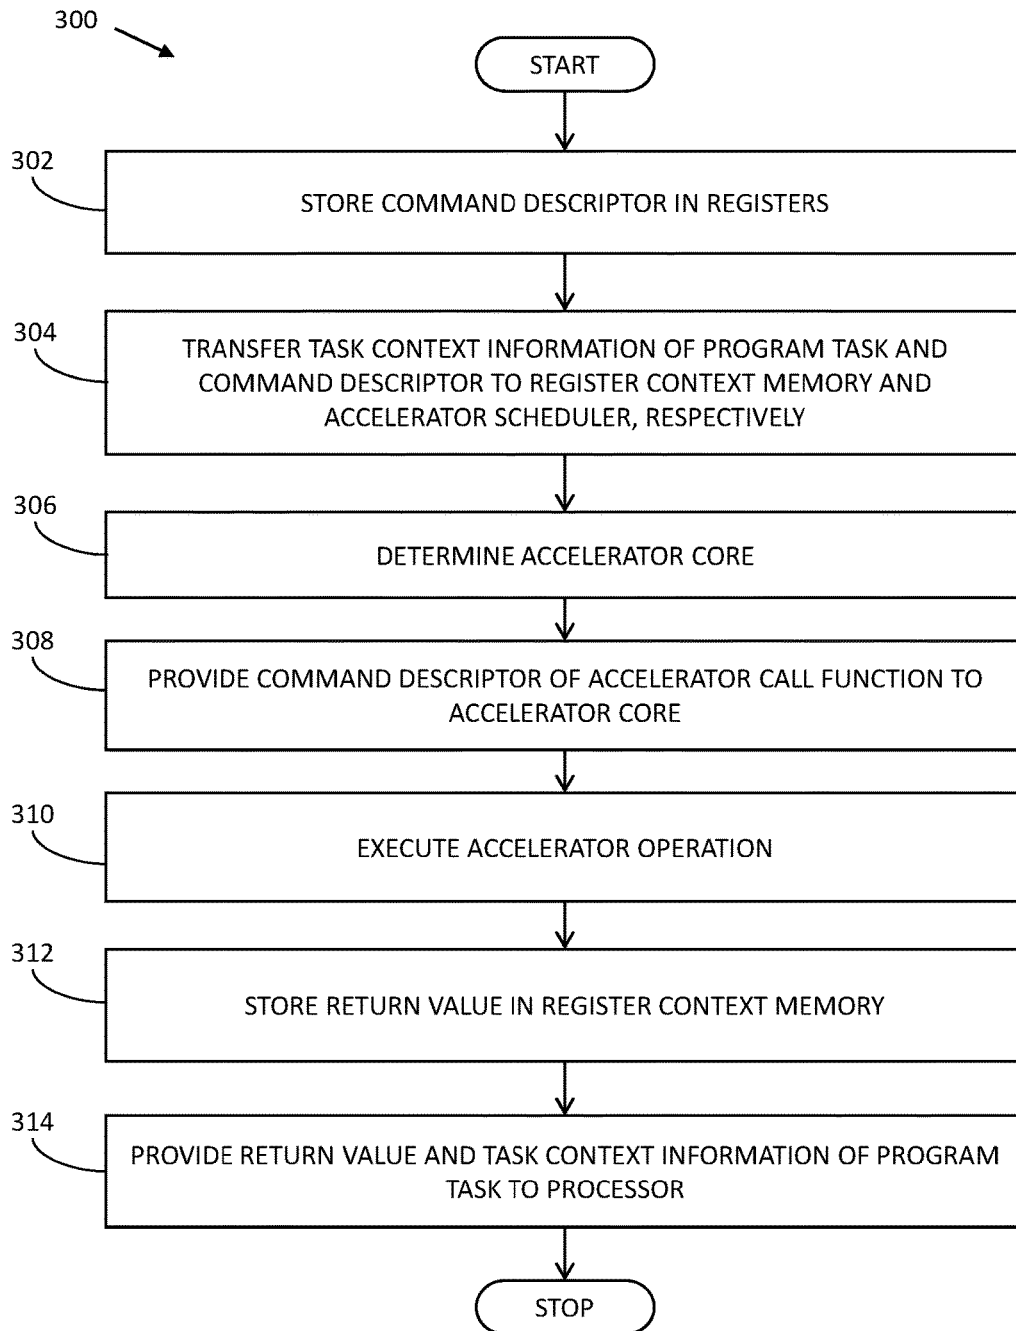 300
START
302
STORE COMMAND DESCRIPTOR IN REGISTERS
304
TRANSFER TASK CONTEXT INFORMATION OF PROGRAM TASK AND
COMMAND DESCRIPTOR TO REGISTER CONTEXT MEMORY AND
ACCELERATOR SCHEDULER, RESPECTIVELY
306
DETERMINE ACCELERATOR CORE
308
PROVIDE COMMAND DESCRIPTOR OF ACCELERATOR CALL FUNCTION TO
ACCELERATOR CORE
310
EXECUTE ACCELERATOR OPERATION
312
STORE RETURN VALUE IN REGISTER CONTEXT MEMORY
314
PROVIDE RETURN VALUE AND TASK CONTEXT INFORMATION OF PROGRAM
TASK TO PROCESSOR
STOP